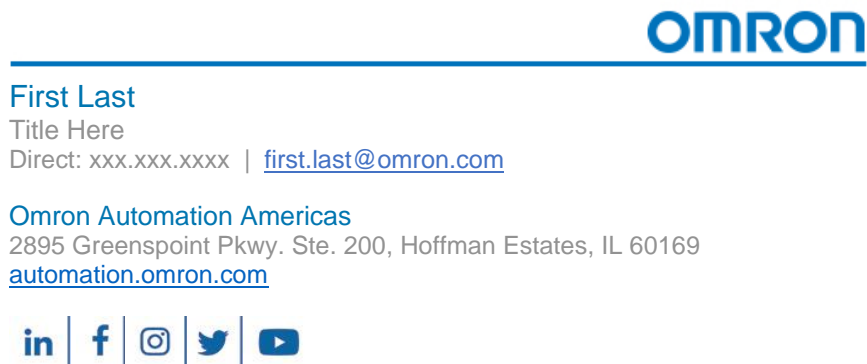 OMRON
First Last
Title Here
Direct: xxx.xxx.xxxx | first.last@omron.com
Omron Automation Americas
2895 Greenspoint Pkwy. Ste. 200, Hoffman Estates, IL 60169
automation.omron.com
in f